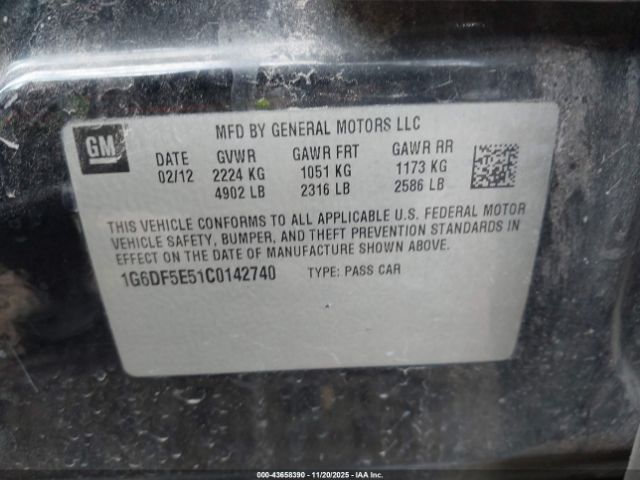 GM
MFD BY GENERAL MOTORS LLC
DATE GVWR GAWR FRT GAWR RR
02/12 2224 KG 1051 KG 1173 KG
4902 LB 2316 LB 2586 LB
THIS VEHICLE CONFORMS TO ALL APPLICABLE U.S. FEDERAL MOTOR
VEHICLE SAFETY, BUMPER, AND THEFT PREVENTION STANDARDS IN
EFFECT ON THE DATE OF MANUFACTURE SHOWN ABOVE.
1G6DF5E51C0142740 TYPE: PASS CAR
000-43658390 - 11/20/2025 - IAA Inc.